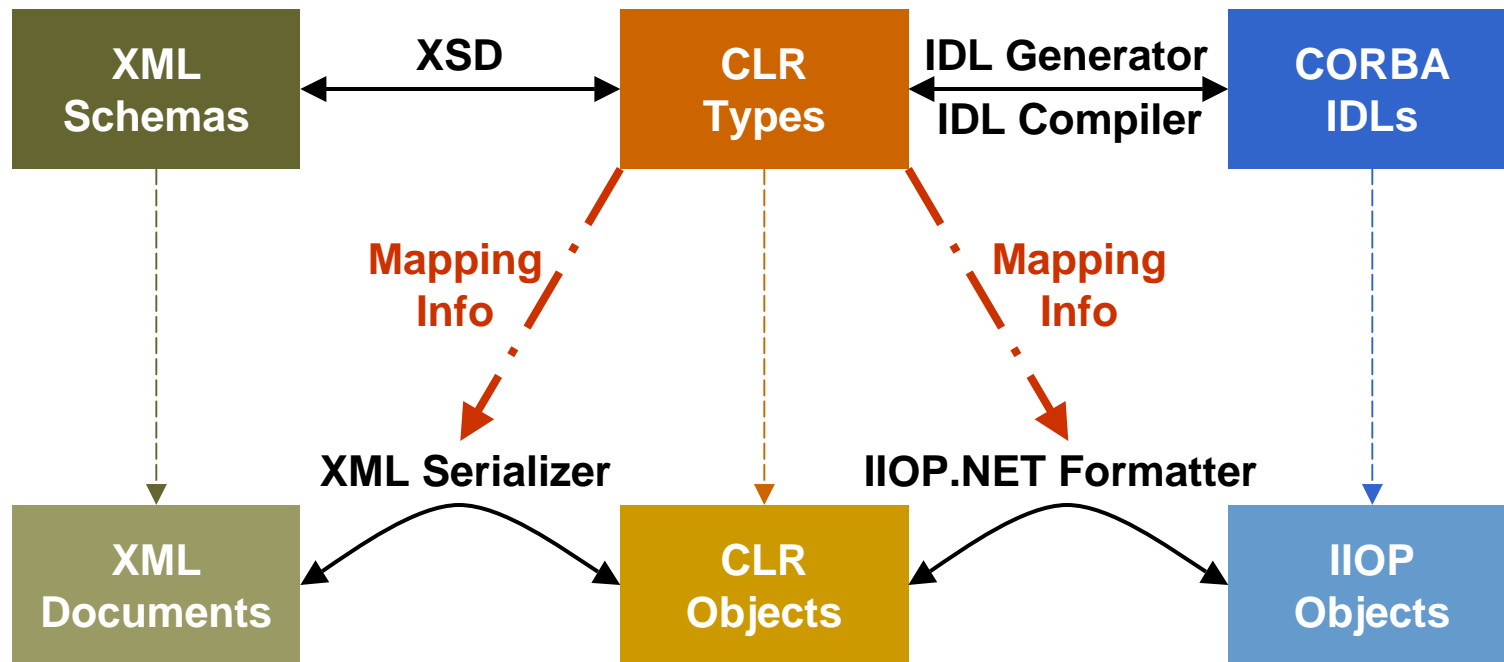 XML
Schemas
XSD
CLR
Types
IDL Generator
IDL Compiler
CORBA
IDLs
Mapping
Info
Mapping
Info
XML Serializer
IIOP.NET Formatter
XML
Documents
CLR
Objects
IIOP
Objects